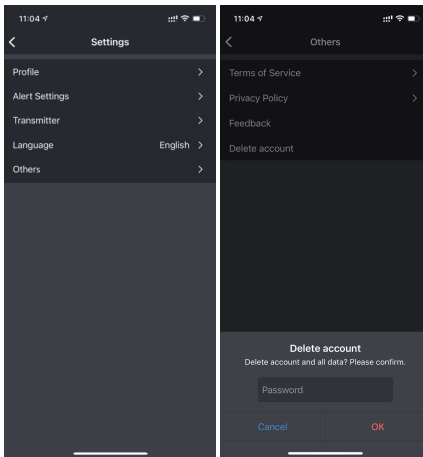 11:04
Settings
Profile
Alert Settings
Transmitter
Language English
Others
11:04
Others
Terms of Service
Privacy Policy
Feedback
Delete account
Delete account
Delete account and all data? Please confirm.
Password
Cancel OK